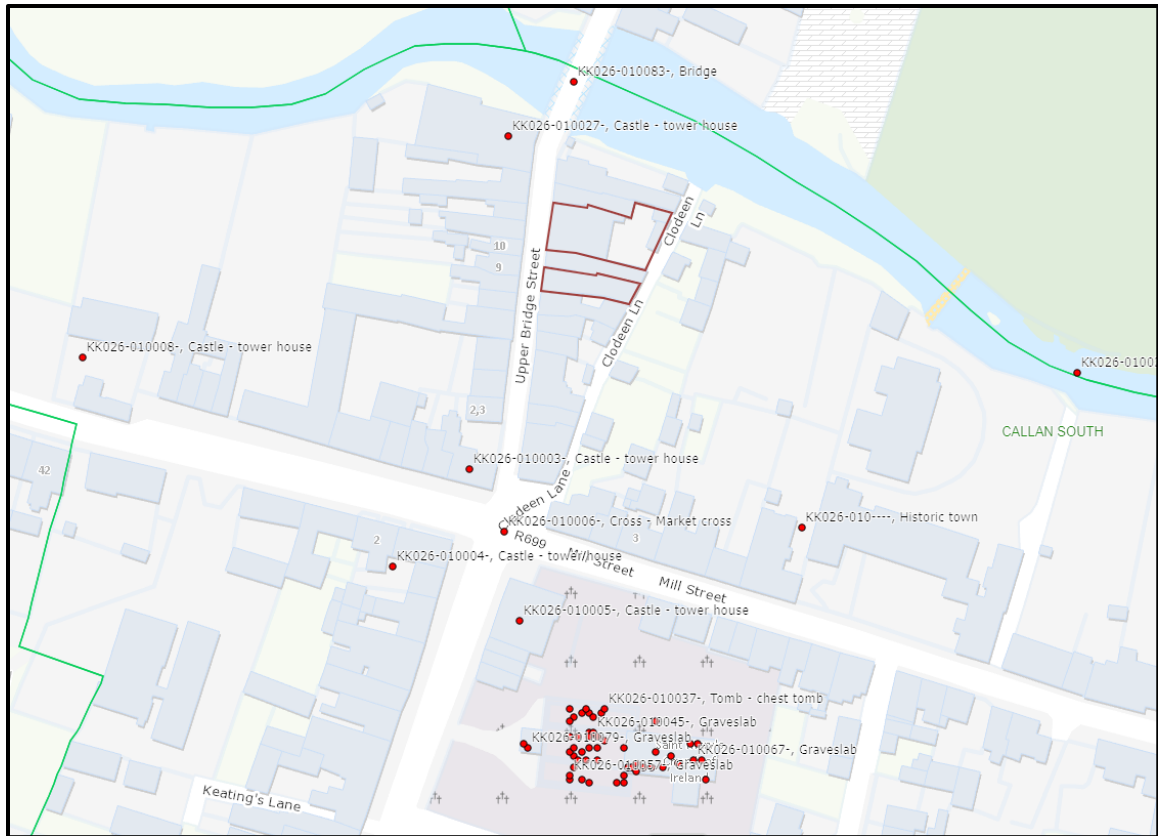 KK026-010083-, Bridge
KK026-010027-, Castle - tower house
Clodeen
Ln
10
9
Upper Bridge Street
Clodeen Ln
KK026-010008-, Castle - tower house
KK026-01002
2,3
CALLAN SOUTH
42
KK026-010003-, Castle - tower house
Clodeen Lane
KK026-010006-, Cross - Market cross
KK026-010----, Historic town
2
3
R699
Mill Street
KK026-010004-, Castle - tower house
Mill Street
KK026-010005-, Castle - tower house
KK026-010037-, Tomb - chest tomb
KK026-010045-, Graveslab
KK026-010079-, Graveslab
KK026-010067-, Graveslab
KK026-010057-, Graveslab
Ireland
Keating's Lane